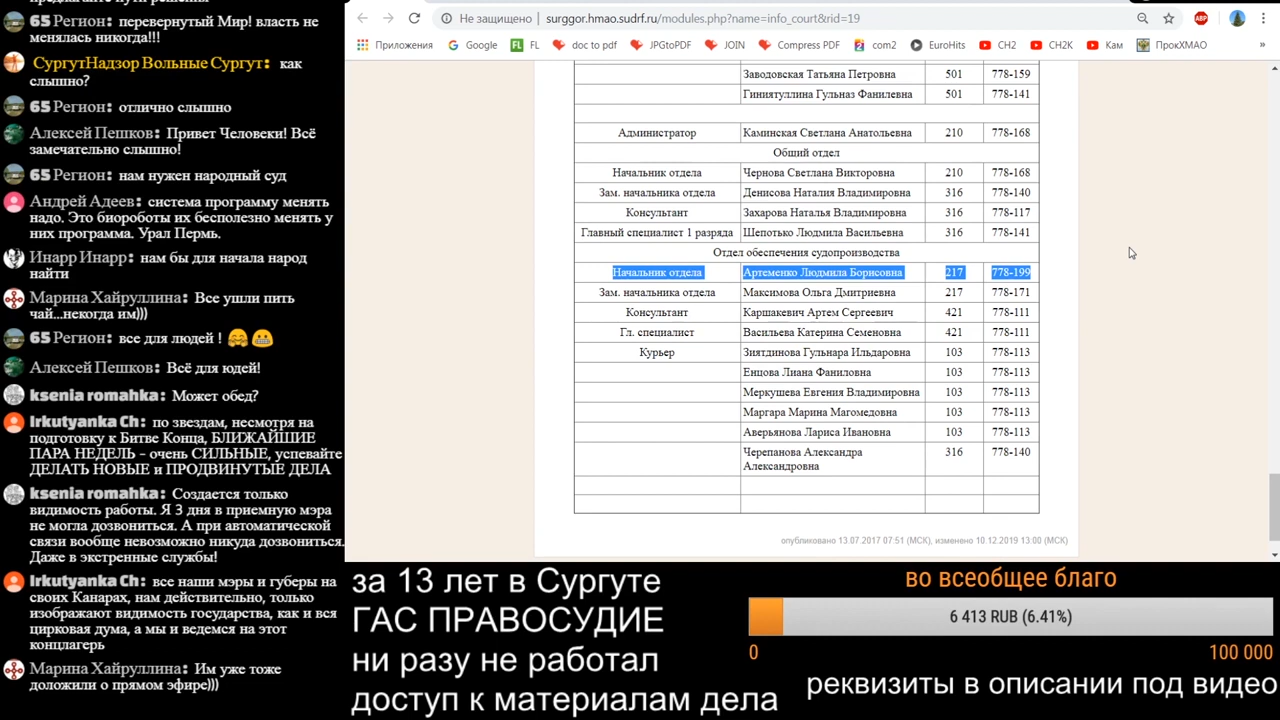 перевернутый Мир! власть не
менялась никогда!!!
СургутНадзор Вольные Сургут: как
слышно?
65 Регион: отлично слышно
Алексей Пешков: Привет Человеки! Всё
замечательно слышно!
65 Регион: нам нужен народный суд
Андрей Адеев: система программу менять
надо. Это биороботы их бесполезно менять у
них программа. Урал Пермь.
Инарр Инарр: нам бы для начала народ
найти
Марина Хайруллина: Все ушли пить
чай...некогда им)))
65 Регион: все для людей !
Алексей Пешков: Всё для юдей!
ksenia romahka: Может обед?
Irkutyanka Ch: по звездам, несмотря на
подготовку к Битве Конца, БЛИЖАЙШИЕ
ПАРА НЕДЕЛЬ - очень СИЛЬНЫЕ, успевайте
ДЕЛАТЬ НОВЫЕ и ПРОДВИНУТЫЕ ДЕЛА
ksenia romahka: Создается только
видимость работы. Я 3 дня в приемную мэра
не могла дозвониться. А при автоматической
связи вообще невозможно никуда дозвониться.
Даже в экстренные службы!
Irkutyanka Ch: все наши мэры и губеры на
своих Канарах, нам действительно, только
изображают видимость государства, как и вся
цирковая дума, а мы и ведемся на этот
концлагерь
Марина Хайруллина: Им уже тоже
доложили о прямом эфире)))
Не защищено | surggor.hmao.sudrf.ru/modules.php?name=info_court&rid=19
ABP
Приложения Google FL FL doc to pdf JPGtoPDF JOIN Compress PDF com2 EuroHits CH2 CH2K Кам ПрокХМАО »
Заводовская Татьяна Петровна 501 778-159
Гиниятуллина Гульназ Фанилевна 501 778-141
Администратор Каминская Светлана Анатольевна 210 778-168
Общий отдел
Начальник отдела Чернова Светлана Викторовна 210 778-168
Зам. начальника отдела Денисова Наталия Владимировна 316 778-140
Консультант Захарова Наталья Владимировна 316 778-117
Главный специалист 1 разряда Шепотько Людмила Васильевна 316 778-141
Отдел обеспечения судопроизводства
Начальник отдела Артеменко Людмила Борисовна 217 778-199
Зам. начальника отдела Максимова Ольга Дмитриевна 217 778-171
Консультант Каршакевич Артем Сергеевич 421 778-111
Гл. специалист Васильева Катерина Семеновна 421 778-111
Курьер Зиятдинова Гульнара Ильдаровна 103 778-113
Енцова Лиана Фаниловна 103 778-113
Меркушева Евгения Владимировна 103 778-113
Маргара Марина Магомедовна 103 778-113
Аверьянова Лариса Ивановна 103 778-113
Черепанова Александра 316 778-140
Александровна
опубликовано 13.07.2017 07:51 (МСК), изменено 10.12.2019 13:00 (МСК)
за 13 лет в Сургуте
ГАС ПРАВОСУДИЕ
ни разу не работал
доступ к материалам дела
во всеобщее благо
6 413 RUB (6.41%)
0 100 000
реквизиты в описании под видео